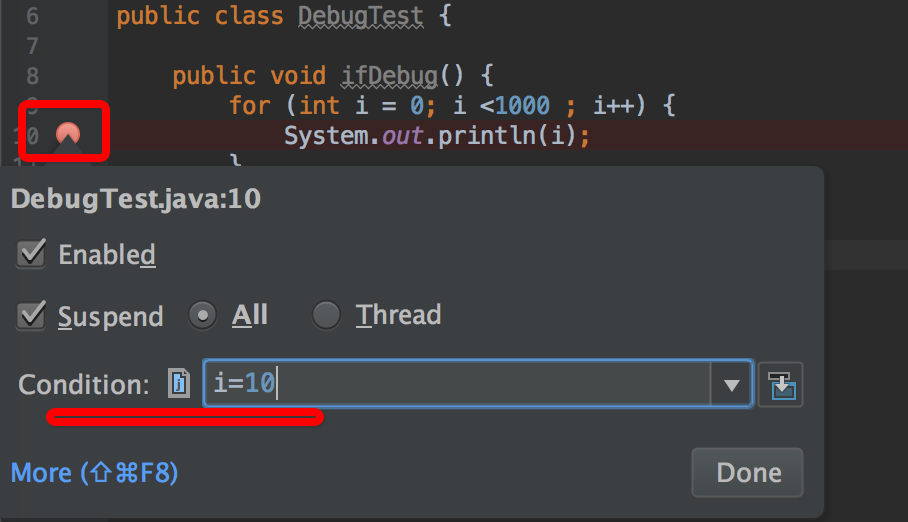 6 public class DebugTest {
7
8 public void ifDebug() {
9 for (int i = 0; i <1000 ; i++) {
10 System.out.println(i);
11 }
DebugTest.java:10
Enabled
Suspend All Thread
Condition: i=10
More (⇧⌘F8) Done